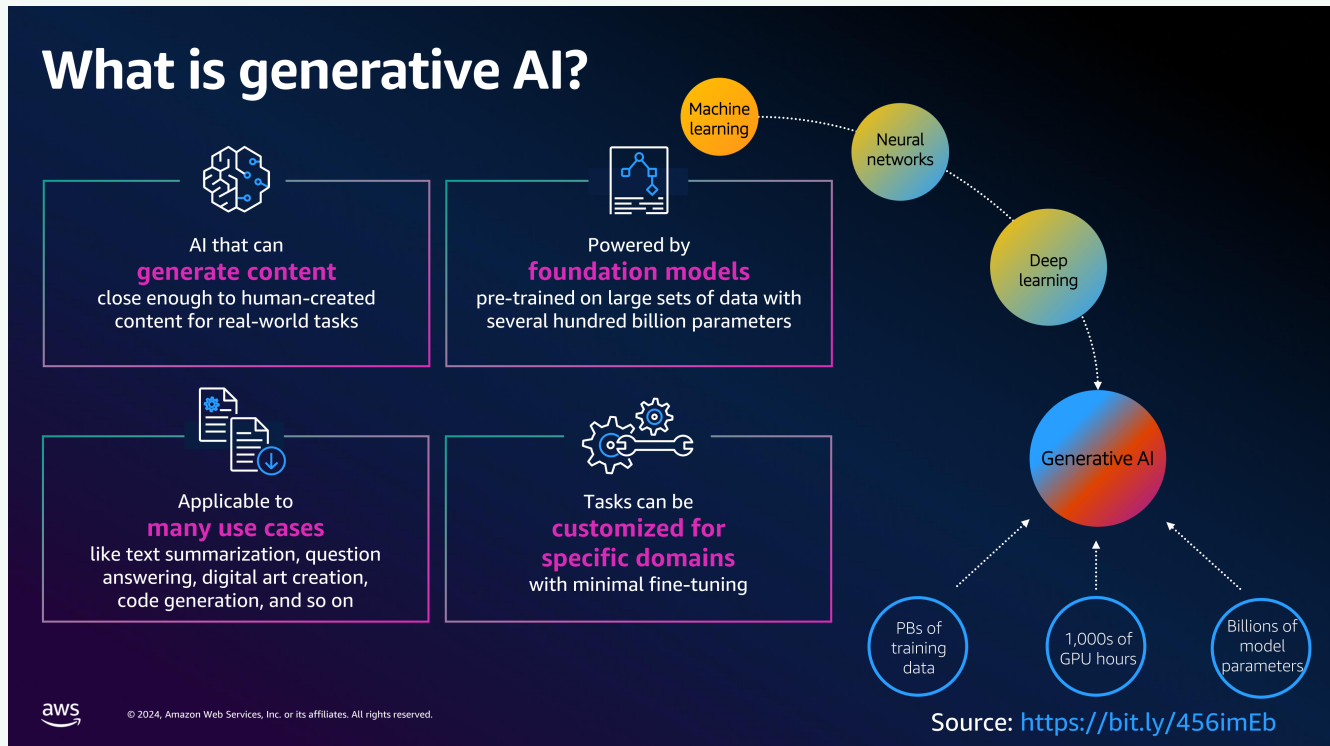 What is generative AI?
AI that can
generate content
close enough to human-created
content for real-world tasks
Powered by
foundation models
pre-trained on large sets of data with
several hundred billion parameters
Applicable to
many use cases
like text summarization, question
answering, digital art creation,
code generation, and so on
Tasks can be
customized for
specific domains
with minimal fine-tuning
Machine
learning
Neural
networks
Deep
learning
Generative AI
PBs of
training
data
1,000s of
GPU hours
Billions of
model
parameters
aws
© 2024, Amazon Web Services, Inc. or its affiliates. All rights reserved.
Source: https://bit.ly/456imEb